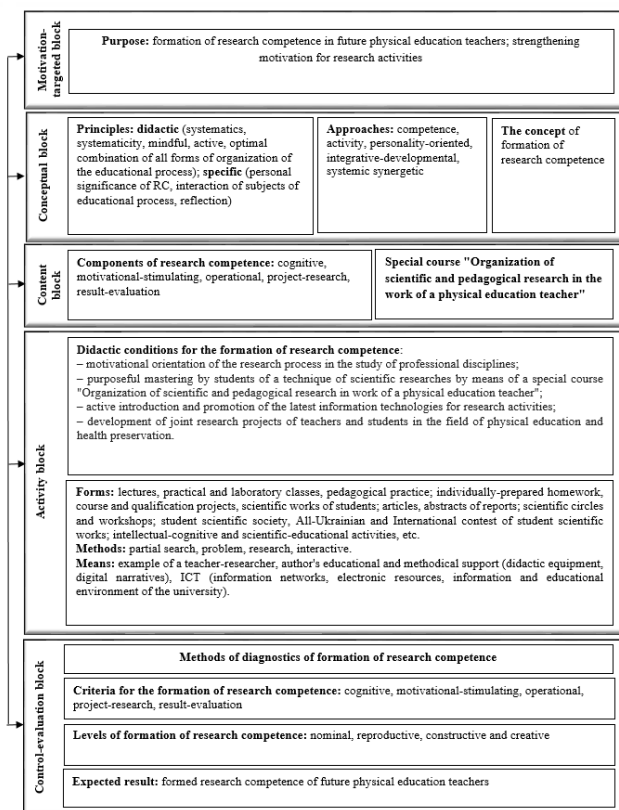 Motivation-
targeted block
Purpose: formation of research competence in future physical education teachers; strengthening
motivation for research activities
Conceptual block
Principles: didactic (systematics,
systematicity, mindful, active, optimal
combination of all forms of organization
of the educational process); specific (personal
significance of RC, interaction of subjects of
educational process, reflection)
Approaches: competence,
activity, personality-oriented,
integrative-developmental,
systemic synergetic
The concept of
formation of
research competence
Content
block
Components of research competence: cognitive,
motivational-stimulating, operational, project-research,
result-evaluation
Special course "Organization of
scientific and pedagogical research in the
work of a physical education teacher"
Activity block
Didactic conditions for the formation of research competence:
– motivational orientation of the research process in the study of professional disciplines;
– purposeful mastering by students of a technique of scientific researches by means of a special course
"Organization of scientific and pedagogical research in work of a physical education teacher";
– active introduction and promotion of the latest information technologies for research activities;
– development of joint research projects of teachers and students in the field of physical education and
health preservation.
Forms: lectures, practical and laboratory classes, pedagogical practice; individually-prepared homework,
course and qualification projects, scientific works of students; articles, abstracts of reports; scientific circles
and workshops; student scientific society, All-Ukrainian and International contest of student scientific
works; intellectual-cognitive and scientific-educational activities, etc.
Methods: partial search, problem, research, interactive.
Means: example of a teacher-researcher, author's educational and methodical support (didactic equipment,
digital narratives), ICT (information networks, electronic resources, information and educational
environment of the university).
Control-evaluation block
Methods of diagnostics of formation of research competence
Criteria for the formation of research competence: cognitive, motivational-stimulating, operational,
project-research, result-evaluation
Levels of formation of research competence: nominal, reproductive, constructive and creative
Expected result: formed research competence of future physical education teachers